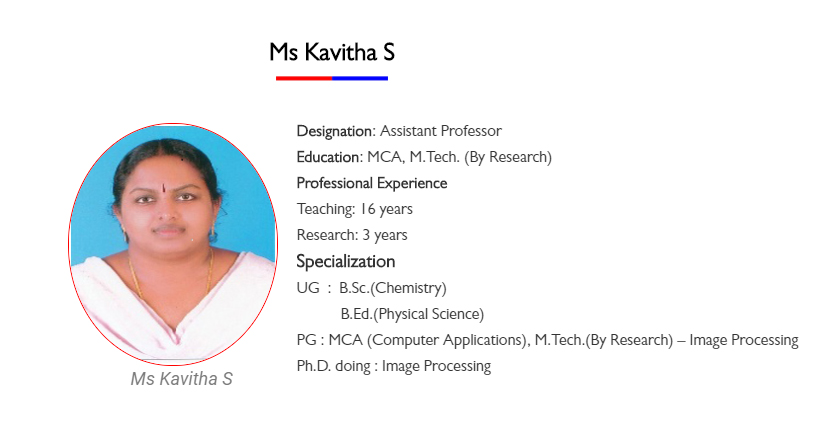 Ms Kavitha S
Designation: Assistant Professor
Education: MCA, M.Tech. (By Research)
Professional Experience
Teaching: 16 years
Research: 3 years
Specialization
UG : B.Sc.(Chemistry)
B.Ed.(Physical Science)
PG : MCA (Computer Applications), M.Tech.(By Research) – Image Processing
Ph.D. doing : Image Processing
Ms Kavitha S